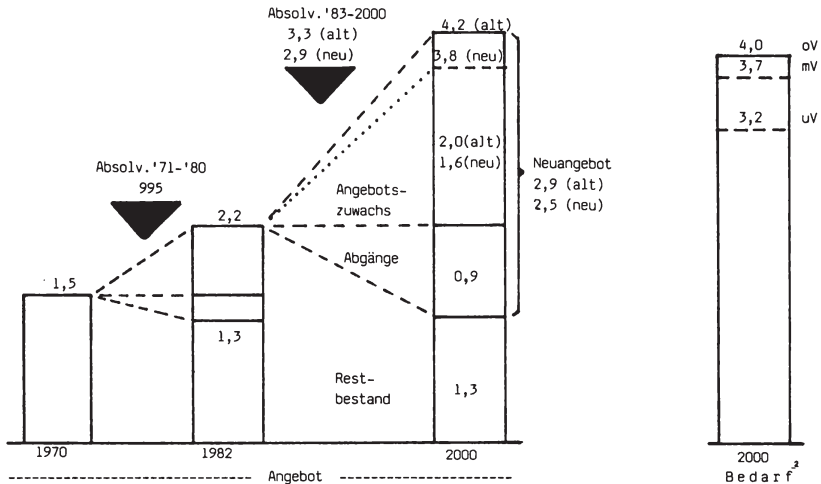 Absolv.'83-2000
3,3 (alt)
2,9 (neu)
4,2 (alt)
3,8 (neu)
2,0(alt)
1,6(neu)
Neuangebot
2,9 (alt)
2,5 (neu)
Absolv.'71-'80
995
Angebots-
zuwachs
2,2
Abgänge
0,9
1,5
1,3
Rest-
bestand
1,3
1970
1982
2000
Angebot
4,0 oV
3,7 mV
3,2 uV
2000
Bedarf²